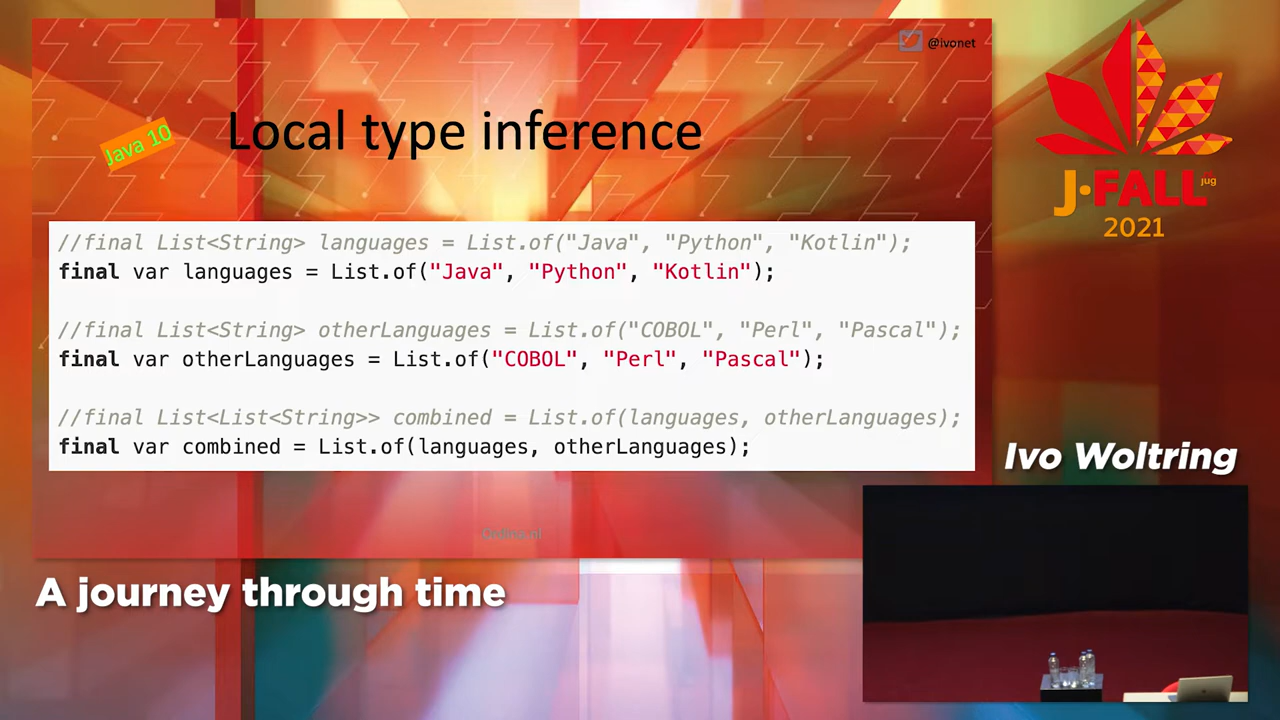 @ivonet
Java 10
Local type inference
//final List<String> languages = List.of("Java", "Python", "Kotlin");
final var languages = List.of("Java", "Python", "Kotlin");
//final List<String> otherLanguages = List.of("COBOL", "Perl", "Pascal");
final var otherLanguages = List.of("COBOL", "Perl", "Pascal");
//final List<List<String>> combined = List.of(languages, otherLanguages);
final var combined = List.of(languages, otherLanguages);
J·FALL
jug
2021
Ivo Woltring
A journey through time